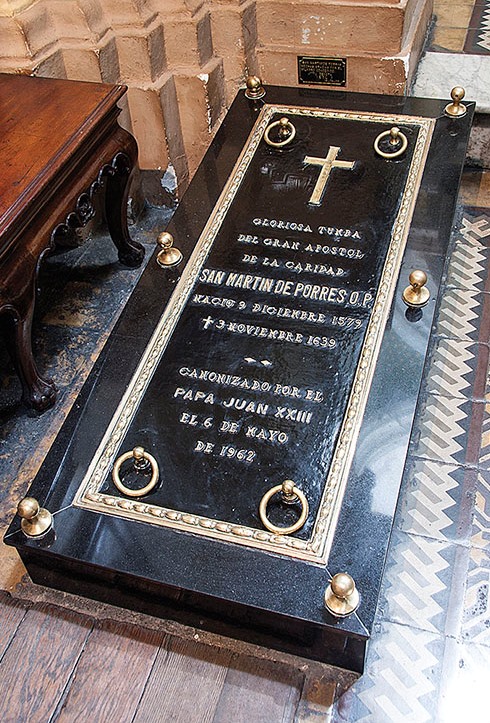 GLORIOSA TUMBA
DEL GRAN APOSTOL
DE LA CARIDAD
SAN MARTIN DE PORRES O.P.
NACIO 9 DICIEMBRE 1579
✝ 3 NOVIEMBRE 1639
CANONIZADO POR EL
PAPA JUAN XXIII
EL 6 DE MAYO
DE 1962